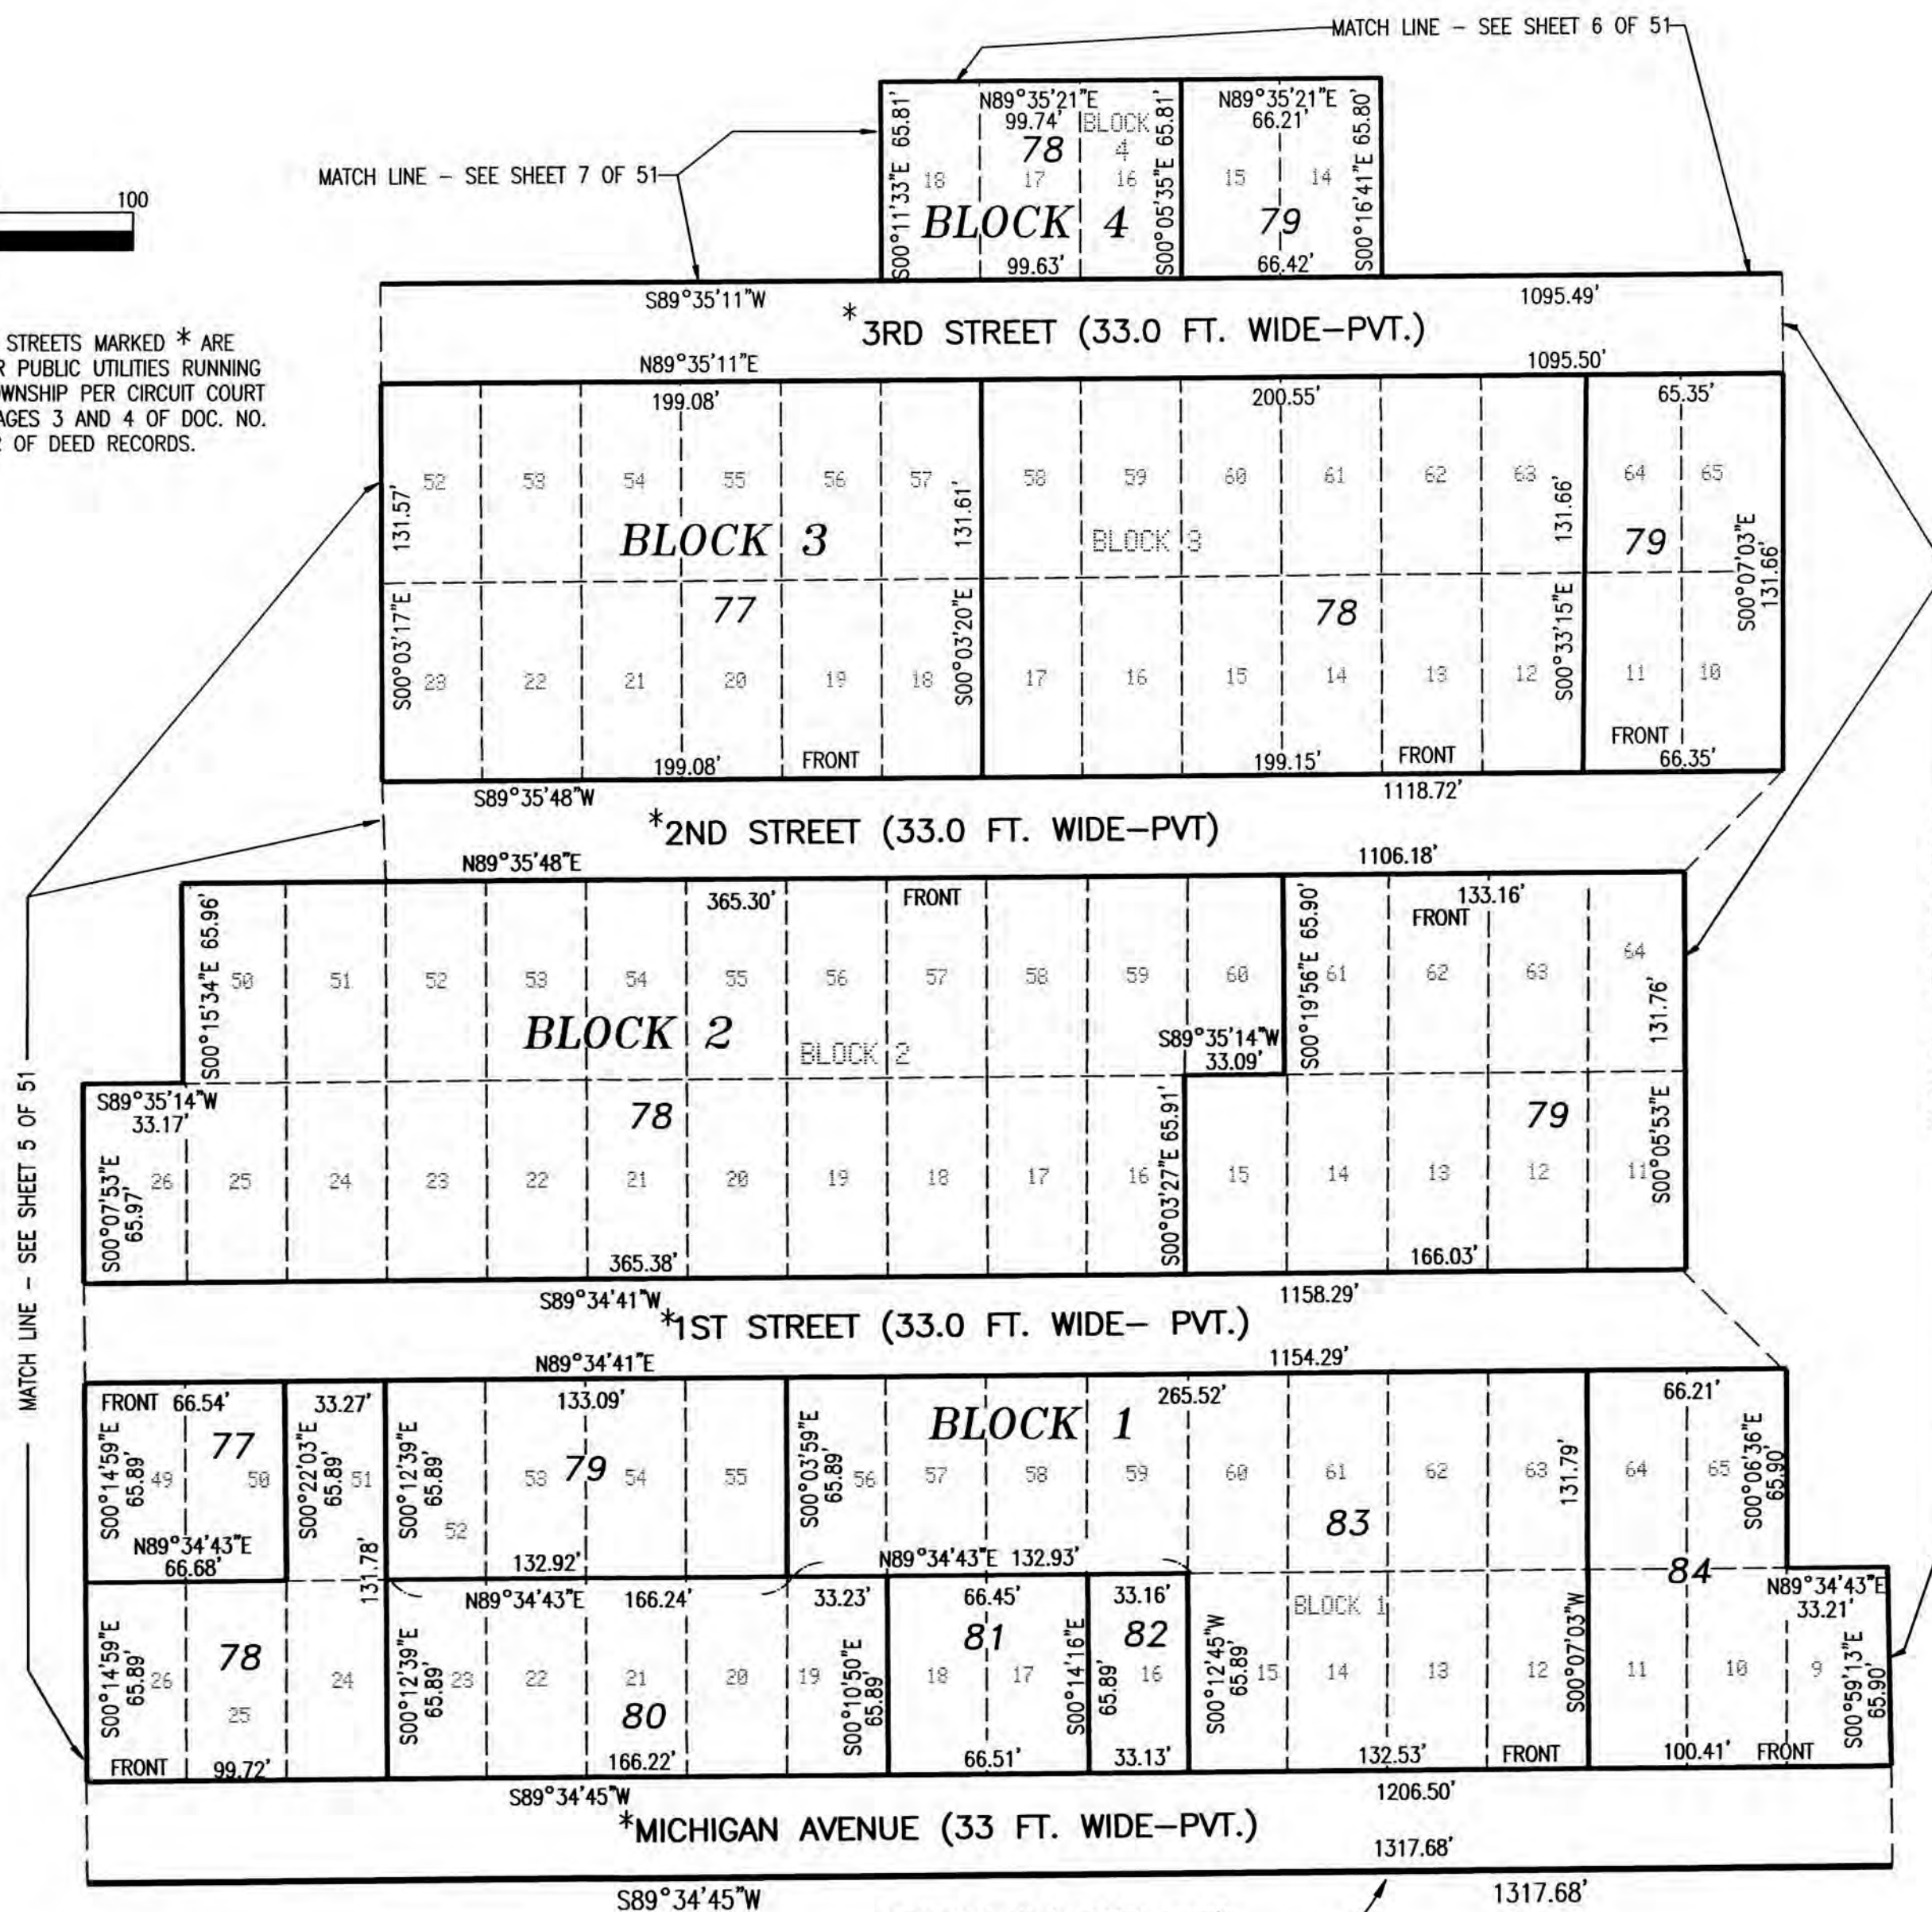 MATCH LINE – SEE SHEET 6 OF 51
MATCH LINE – SEE SHEET 7 OF 51
100
S00°11'33"E 65.81'
N89°35'21"E
99.74'
BLOCK
4
78
18
17
16
BLOCK 4
99.63'
S00°05'35"E 65.81'
N89°35'21"E
66.21'
15
14
79
66.42'
S00°16'41"E 65.80'
S89°35'11"W
1095.49'
* 3RD STREET (33.0 FT. WIDE–PVT.)
STREETS MARKED * ARE
R PUBLIC UTILITIES RUNNING
WNSHIP PER CIRCUIT COURT
AGES 3 AND 4 OF DOC. NO.
OF DEED RECORDS.
N89°35'11"E
1095.50'
199.08'
200.55'
65.35'
52
53
54
55
56
57
58
59
60
61
62
63
64
65
131.57'
131.61'
131.66'
BLOCK 3
BLOCK 3
79
S00°07'03"E
131.66'
77
78
S00°03'17"E
S00°03'20"E
S00°33'15"E
23
22
21
20
19
18
17
16
15
14
13
12
11
10
199.08'
FRONT
199.15'
FRONT
FRONT
66.35'
S89°35'48"W
1118.72'
*2ND STREET (33.0 FT. WIDE–PVT)
N89°35'48"E
1106.18'
S00°15'34"E 65.96'
365.30'
FRONT
S00°19'56"E 65.90'
133.16'
FRONT
50
51
52
53
54
55
56
57
58
59
60
61
62
63
64
131.76'
BLOCK 2
BLOCK 2
S89°35'14"W
33.09'
S89°35'14"W
33.17'
78
79
S00°07'53"E
65.97'
S00°03'27"E 65.91'
S00°05'53"E
26
25
24
23
22
21
20
19
18
17
16
15
14
13
12
11
365.38'
166.03'
MATCH LINE – SEE SHEET 5 OF 51
S89°34'41"W
1158.29'
*1ST STREET (33.0 FT. WIDE– PVT.)
N89°34'41"E
1154.29'
FRONT 66.54'
33.27'
133.09'
265.52'
66.21'
BLOCK 1
S00°14'59"E
65.89'
77
S00°22'03"E
65.89'
S00°12'39"E
65.89'
79
S00°03'59"E
65.89'
49
50
51
52
53
54
55
56
57
58
59
60
61
62
63
64
65
131.79'
S00°06'36"E
65.90'
83
N89°34'43"E
66.68'
131.78'
132.92'
N89°34'43"E 132.93'
84
N89°34'43"E 166.24'
33.23'
66.45'
33.16'
BLOCK 1
N89°34'43"E
33.21'
S00°14'59"E
65.89'
78
S00°12'39"E
65.89'
80
S00°10'50"E
65.89'
81
S00°14'16"E
65.89'
82
S00°12'45"W
65.89'
S00°07'03"W
S00°59'13"E
65.90'
26
25
24
23
22
21
20
19
18
17
16
15
14
13
12
11
10
9
FRONT
99.72'
166.22'
66.51'
33.13'
132.53'
FRONT
100.41'
FRONT
S89°34'45"W
1206.50'
*MICHIGAN AVENUE (33 FT. WIDE–PVT.)
1317.68'
S89°34'45"W
1317.68'